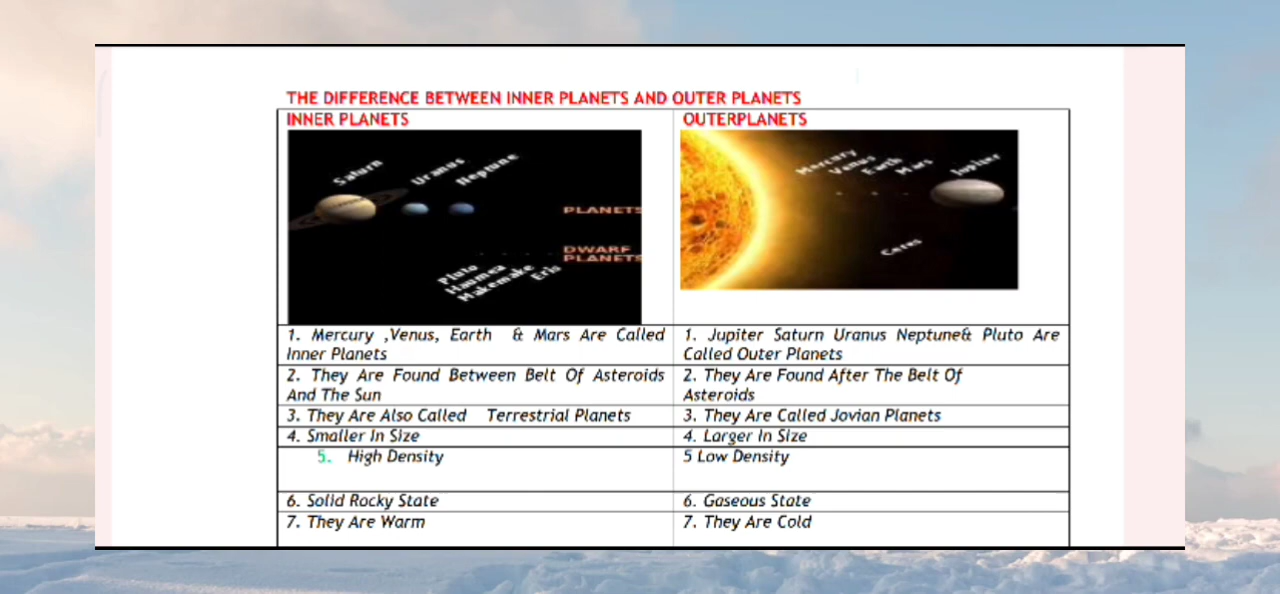 THE DIFFERENCE BETWEEN INNER PLANETS AND OUTER PLANETS
INNER PLANETS
Saturn
Uranus
Neptune
PLANETS
DWARF
PLANETS
Pluto
Haumea
Makemake
Eris
OUTERPLANETS
Mercury
Venus
Earth
Mars
Jupiter
Ceres
1. Mercury ,Venus, Earth & Mars Are Called
Inner Planets
1. Jupiter Saturn Uranus Neptune& Pluto Are
Called Outer Planets
2. They Are Found Between Belt Of Asteroids
And The Sun
2. They Are Found After The Belt Of
Asteroids
3. They Are Also Called Terrestrial Planets
3. They Are Called Jovian Planets
4. Smaller In Size
4. Larger In Size
5. High Density
5 Low Density
6. Solid Rocky State
6. Gaseous State
7. They Are Warm
7. They Are Cold